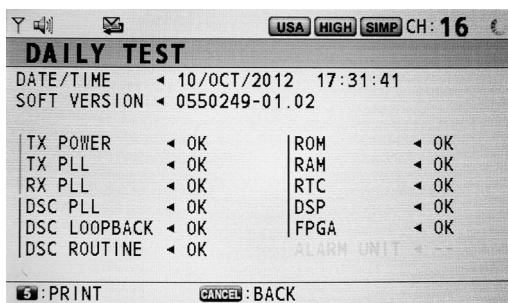 USA HIGH SIMP CH: 16
DAILY TEST
DATE/TIME ◄ 10/OCT/2012 17:31:41
SOFT VERSION ◄ 0550249-01.02
TX POWER ◄ OK ROM ◄ OK
TX PLL ◄ OK RAM ◄ OK
RX PLL ◄ OK RTC ◄ OK
DSC PLL ◄ OK DSP ◄ OK
DSC LOOPBACK ◄ OK FPGA ◄ OK
DSC ROUTINE ◄ OK ALARM UNIT ◄ --
5 : PRINT CANCEL : BACK